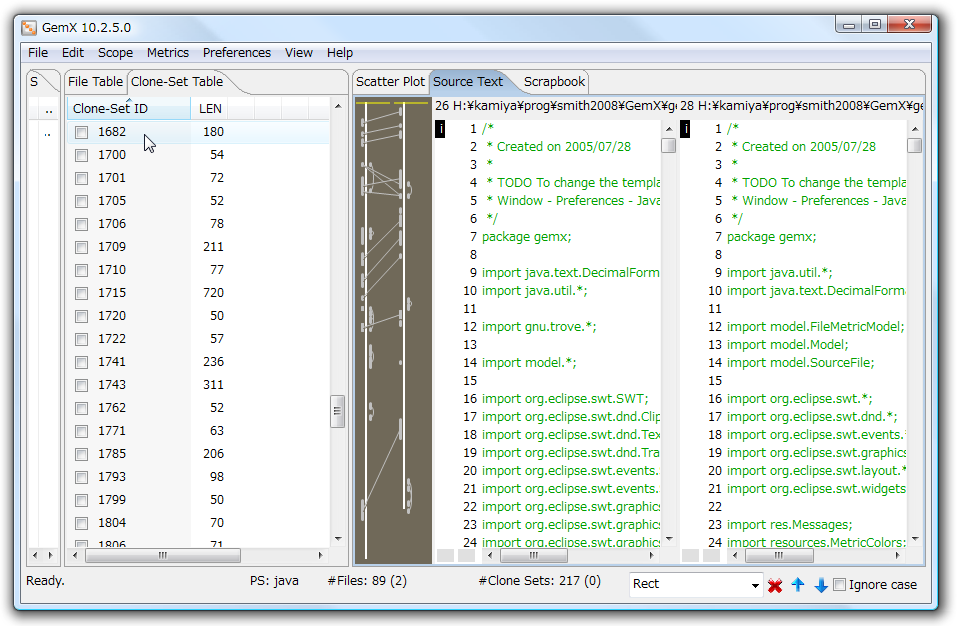 GemX 10.2.5.0
File Edit Scope Metrics Preferences View Help
S
..
..
File Table Clone-Set Table
Clone-Set ID LEN
1682 180
1700 54
1701 72
1705 52
1706 78
1709 211
1710 77
1715 720
1720 50
1722 57
1741 236
1743 311
1762 52
1771 63
1785 206
1793 98
1799 50
1804 70
1806 71
Scatter Plot Source Text Scrapbook
26 H:¥kamiya¥prog¥smith2008¥GemX¥g
i
1 /*
2 * Created on 2005/07/28
3 *
4 * TODO To change the templa
5 * Window - Preferences - Java
6 */
7 package gemx;
8
9 import java.text.DecimalForm
10 import java.util.*;
11
12 import gnu.trove.*;
13
14 import model.*;
15
16 import org.eclipse.swt.SWT;
17 import org.eclipse.swt.dnd.Clip
18 import org.eclipse.swt.dnd.Tex
19 import org.eclipse.swt.dnd.Tra
20 import org.eclipse.swt.events.
21 import org.eclipse.swt.events.
22 import org.eclipse.swt.graphics
23 import org.eclipse.swt.graphics
24 import org.eclipse.swt.graphics
28 H:¥kamiya¥prog¥smith2008¥GemX¥ge
i
1 /*
2 * Created on 2005/07/28
3 *
4 * TODO To change the templa
5 * Window - Preferences - Java
6 */
7 package gemx;
8
9 import java.util.*;
10 import java.text.DecimalForma
11
12 import model.FileMetricModel;
13 import model.Model;
14 import model.SourceFile;
15
16 import org.eclipse.swt.*;
17 import org.eclipse.swt.dnd.*;
18 import org.eclipse.swt.events.*
19 import org.eclipse.swt.graphics
20 import org.eclipse.swt.layout.*
21 import org.eclipse.swt.widgets
22
23 import res.Messages;
24 import resources.MetricColors;
Ready. PS: java #Files: 89 (2) #Clone Sets: 217 (0) Rect Ignore case